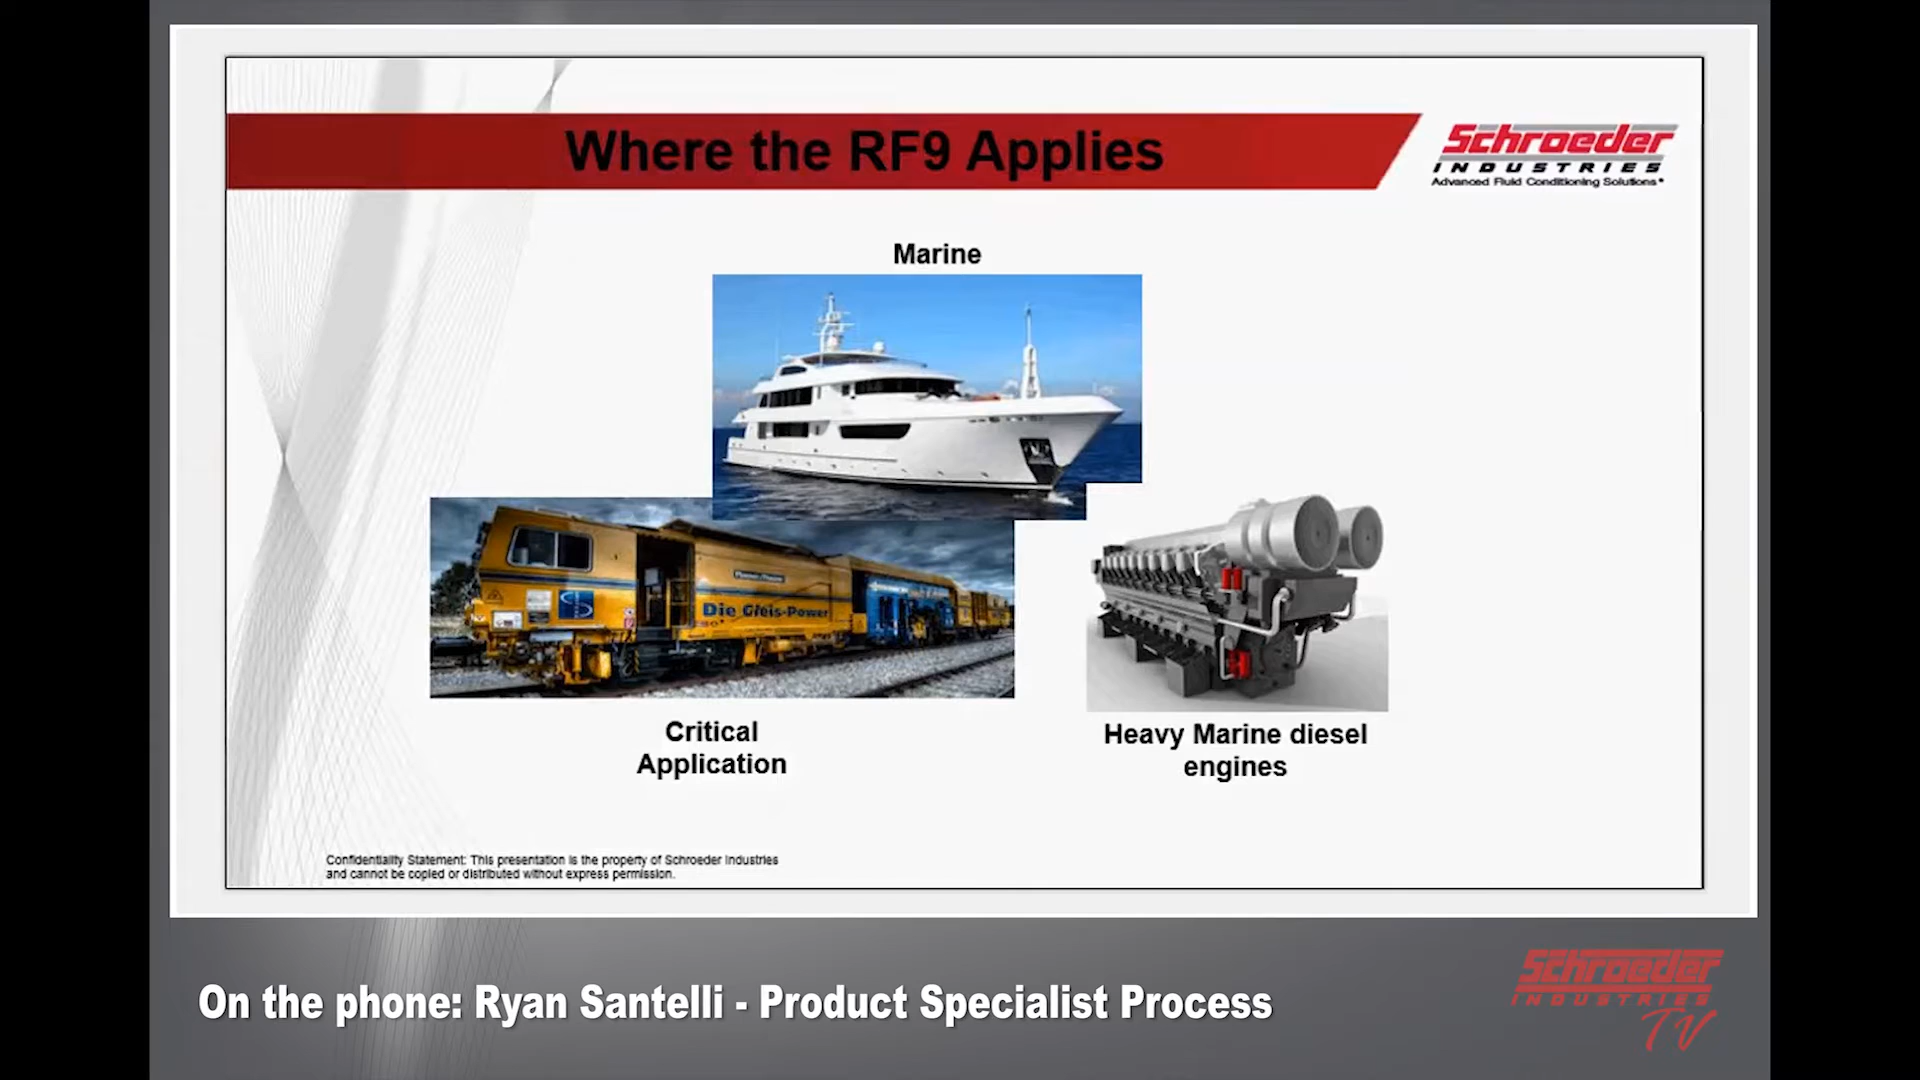 Where the RF9 Applies
Schroeder
INDUSTRIES
Advanced Fluid Conditioning Solutions®
Marine
Die Gleis-Power
Critical
Application
Heavy Marine diesel
engines
Confidentiality Statement: This presentation is the property of Schroeder Industries
and cannot be copied or distributed without express permission.
On the phone: Ryan Santelli - Product Specialist Process
Schroeder
INDUSTRIES
TV